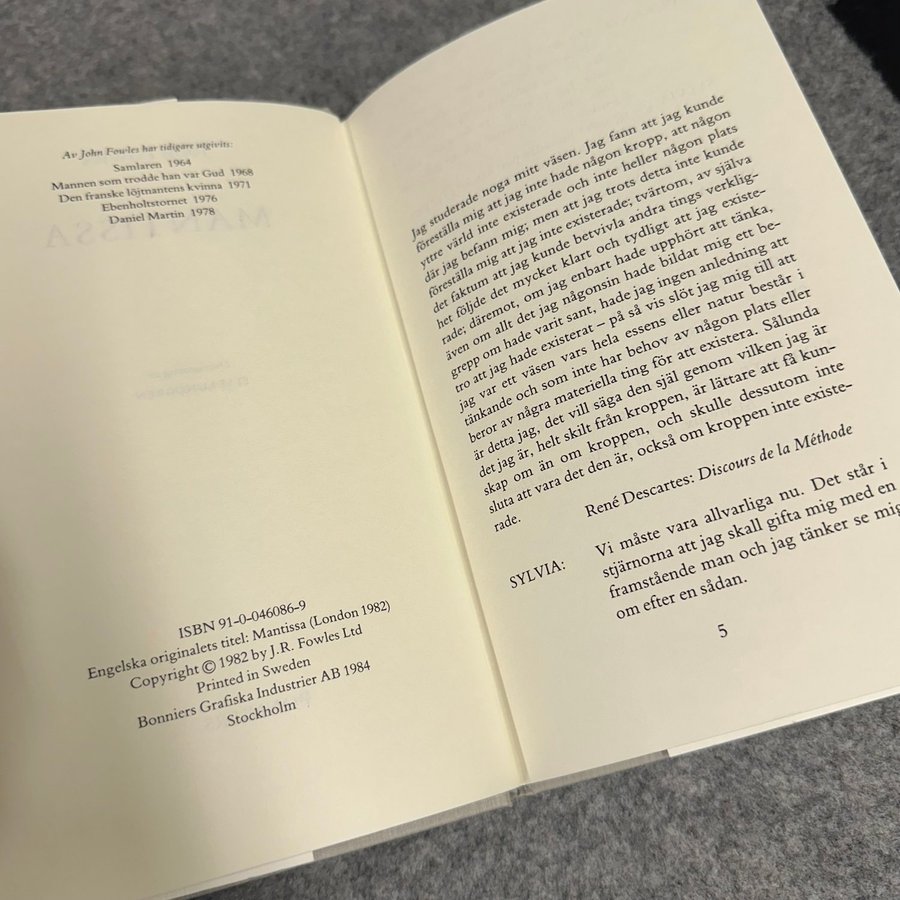 Av John Fowles har tidigare utgivits:
Samlaren 1964
Mannen som trodde han var Gud 1968
Den franske löjtmantens kvinna 1971
Ebenholtstornet 1976
Daniel Martin 1978
MANTISSA
ISBN 91-0-046086-9
Engelska originalets titel: Mantissa (London 1982)
Copyright © 1982 by J.R. Fowles Ltd
Printed in Sweden
Bonniers Grafiska Industrier AB 1984
Stockholm
Jag studerade noga mitt väsen. Jag fann att jag kunde
föreställa mig att jag inte hade någon kropp, att någon
yttre värld inte existerade och inte heller någon plats
där jag befann mig; men att jag trots detta inte kunde
föreställa mig att jag inte existerade; tvärtom, av själva
det faktum att jag kunde betvivla andra tings verklig-
het följde det mycket klart och tydligt att jag existe-
rade; däremot, om jag enbart hade upphört att tänka,
även om allt det jag någonsin hade bildat mig ett be-
grepp om hade varit sant, hade jag ingen anledning att
tro att jag hade existerat – på så vis slöt jag mig till att
jag var ett väsen vars hela essens eller natur består i
tänkande och som inte har behov av någon plats eller
beror av några materiella ting för att existera. Sålunda
är detta jag, det vill säga den själ genom vilken jag är
det jag är, helt skilt från kroppen, är lättare att få kun-
skap om än om kroppen, och skulle dessutom inte
sluta att vara det den är, också om kroppen inte existe-
rade.
René Descartes: Discours de la Méthode
SYLVIA: Vi måste vara allvarliga nu. Det står i
stjärnorna att jag skall gifta mig med en
framstående man och jag tänker se mig
om efter en sådan.
5